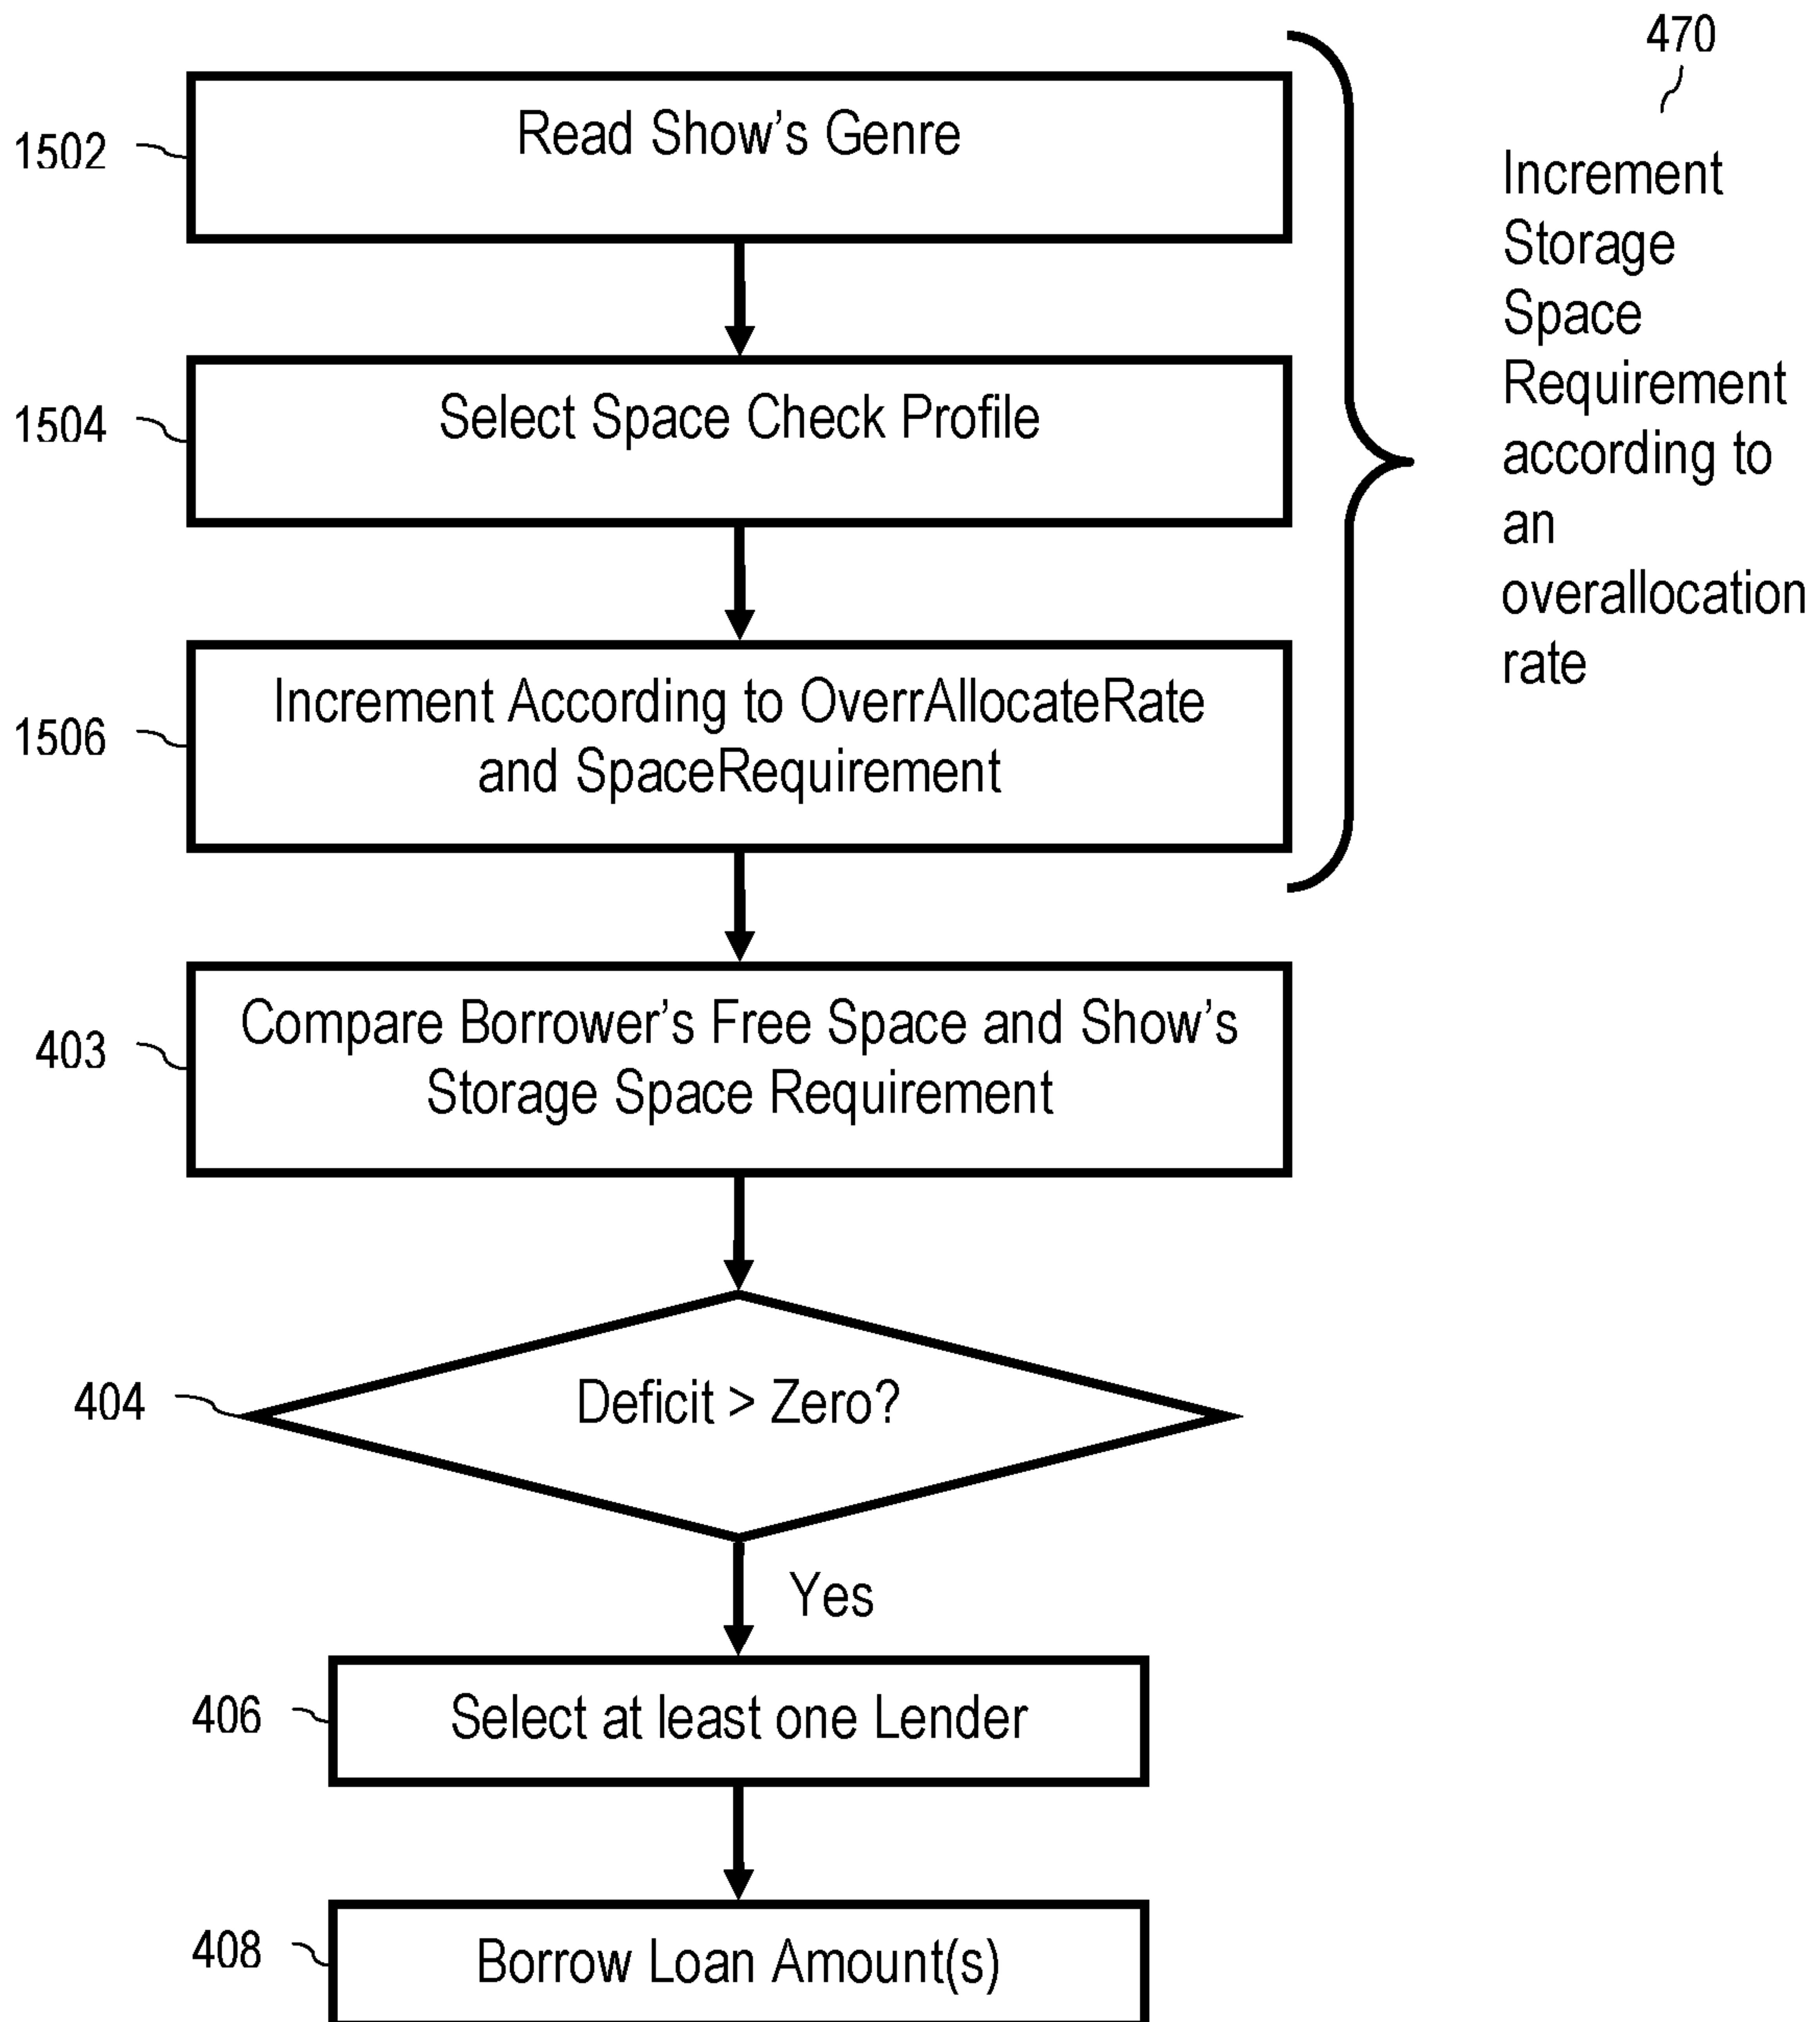 470
1502
Read Show's Genre
Increment
Storage
Space
Requirement
according to
an
overallocation
rate
1504
Select Space Check Profile
1506
Increment According to OverrAllocateRate
and SpaceRequirement
403
Compare Borrower's Free Space and Show's
Storage Space Requirement
404
Deficit > Zero?
Yes
406
Select at least one Lender
408
Borrow Loan Amount(s)